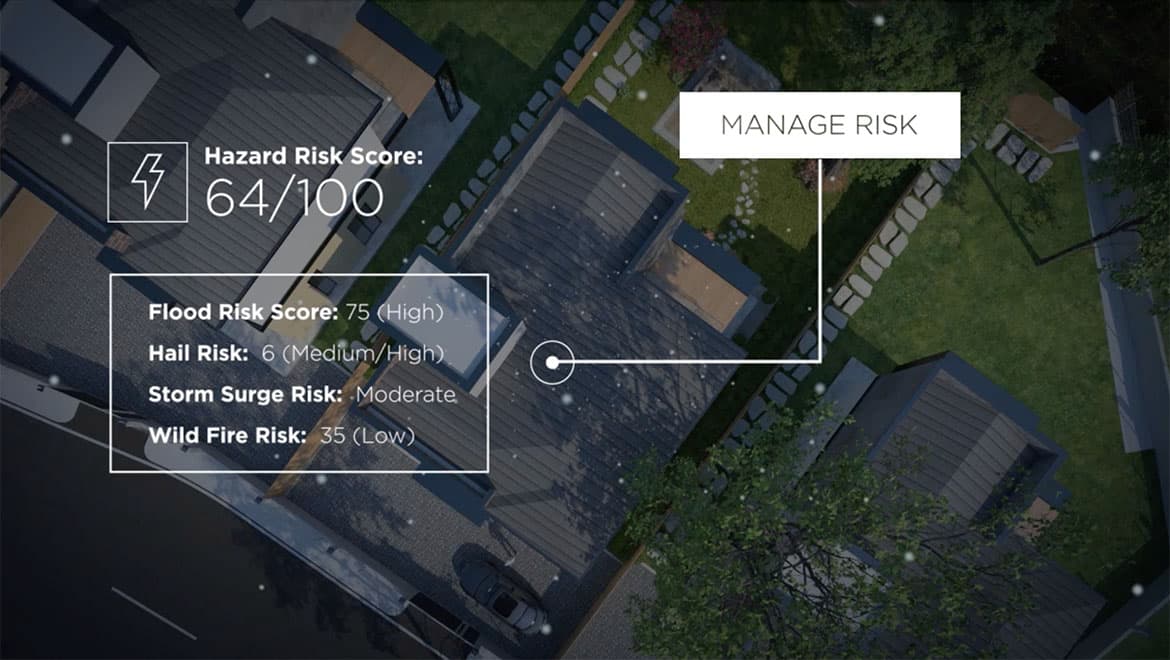 MANAGE RISK
Hazard Risk Score:
64/100
Flood Risk Score: 75 (High)
Hail Risk: 6 (Medium/High)
Storm Surge Risk: Moderate
Wild Fire Risk: 35 (Low)